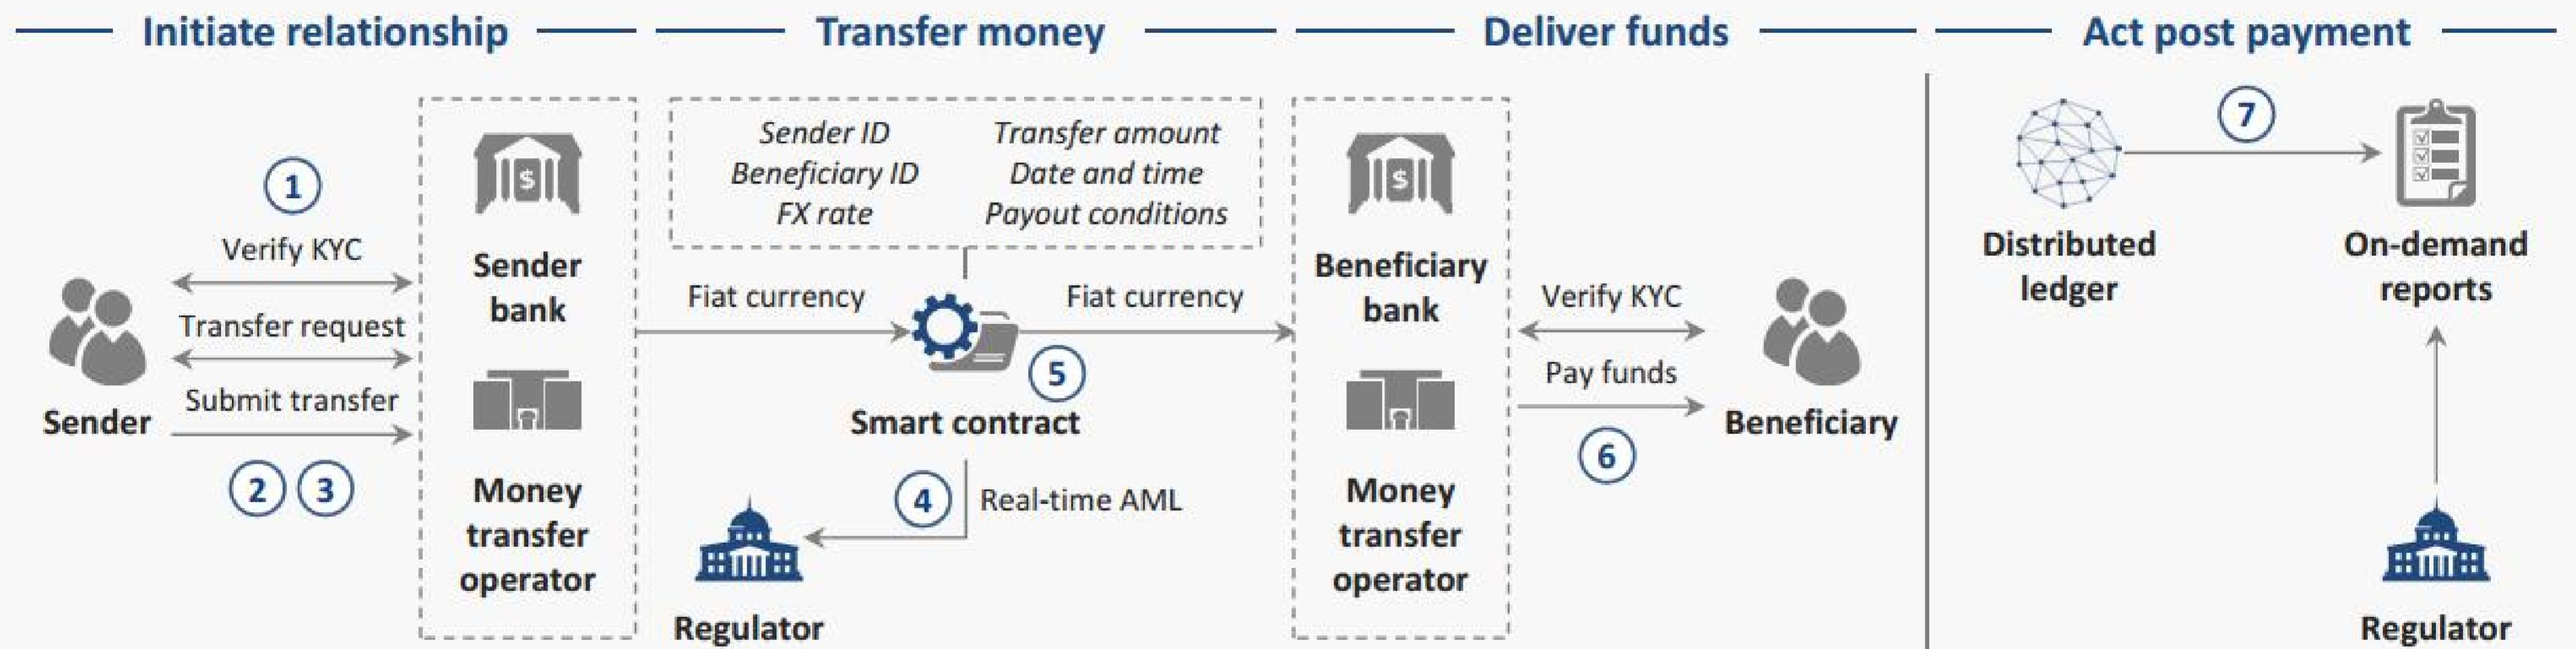 Initiate relationship
Transfer money
Deliver funds
Act post payment
1
Verify KYC
Transfer request
Submit transfer
2 3
Sender
$
Sender
bank
Money
transfer
operator
Sender ID Transfer amount
Beneficiary ID Date and time
FX rate Payout conditions
Fiat currency
Fiat currency
5
Smart contract
4
Real-time AML
Regulator
$
Beneficiary
bank
Money
transfer
operator
Verify KYC
Pay funds
6
Beneficiary
7
Distributed
ledger
On-demand
reports
Regulator